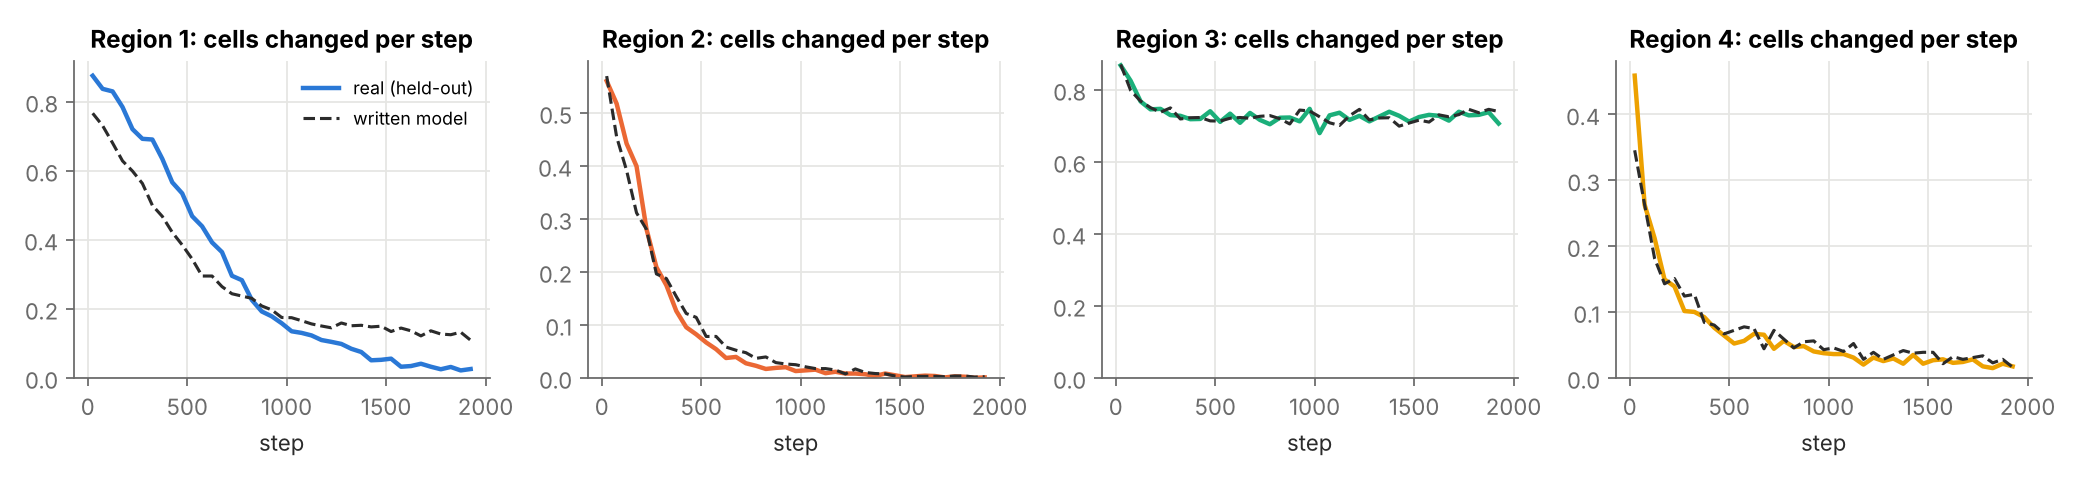 Region 1: cells changed per step
real (held-out)
written model
0.8
0.6
0.4
0.2
0.0
0 500 1000 1500 2000
step
Region 2: cells changed per step
0.5
0.4
0.3
0.2
0.1
0.0
0 500 1000 1500 2000
step
Region 3: cells changed per step
0.8
0.6
0.4
0.2
0.0
0 500 1000 1500 2000
step
Region 4: cells changed per step
0.4
0.3
0.2
0.1
0.0
0 500 1000 1500 2000
step